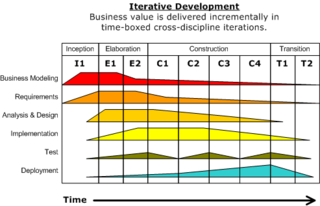 Iterative Development
Business value is delivered incrementally in
time-boxed cross-discipline iterations.
Inception Elaboration Construction Transition
I1 E1 E2 C1 C2 C3 C4 T1 T2
Business Modeling
Requirements
Analysis & Design
Implementation
Test
Deployment
Time